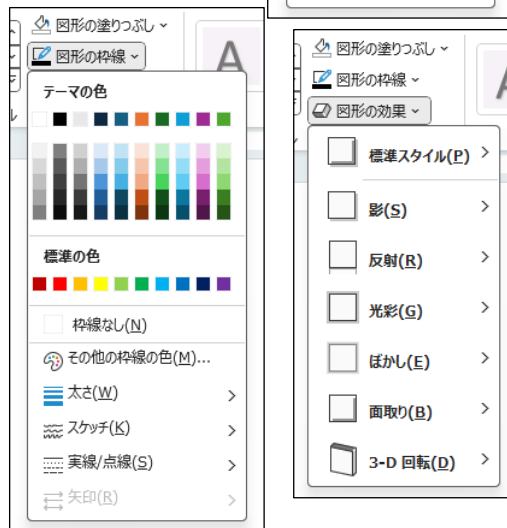 図形の塗りつぶし
図形の枠線
A
テーマの色
標準の色
枠線なし(N)
その他の枠線の色(M)...
太さ(W)
スケッチ(K)
実線/点線(S)
矢印(R)
図形の塗りつぶし
図形の枠線
図形の効果
標準スタイル(P)
影(S)
反射(R)
光彩(G)
ぼかし(E)
面取り(B)
3-D 回転(D)